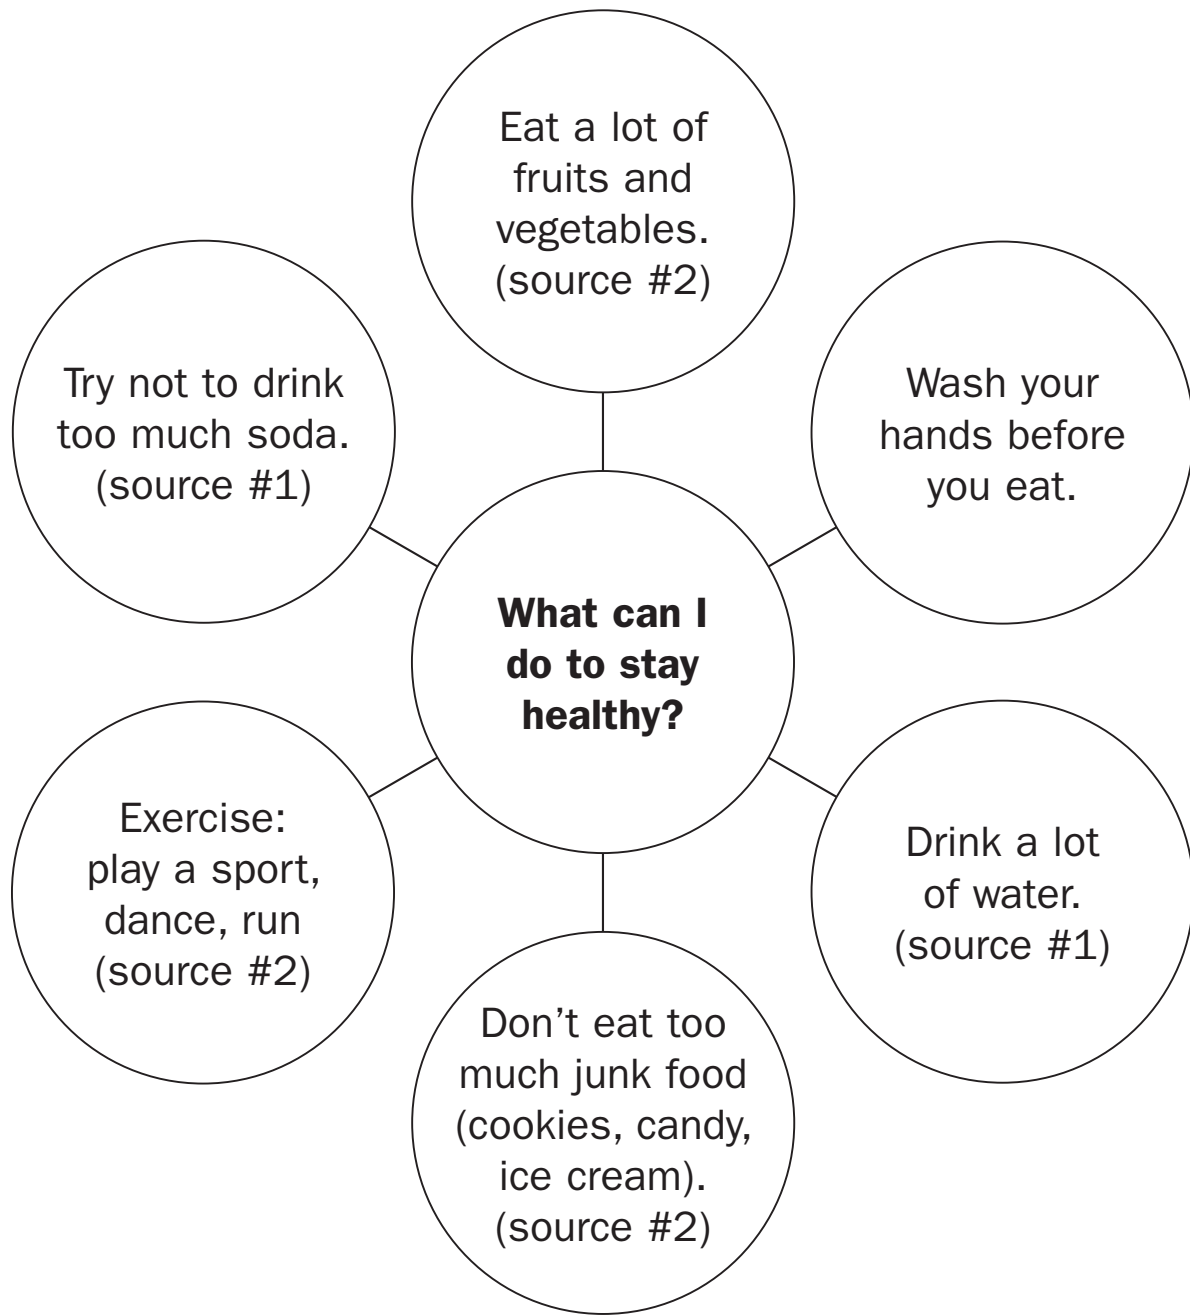 Eat a lot of
fruits and
vegetables.
(source #2)
Try not to drink
too much soda.
(source #1)
Wash your
hands before
you eat.
What can I
do to stay
healthy?
Exercise:
play a sport,
dance, run
(source #2)
Drink a lot
of water.
(source #1)
Don’t eat too
much junk food
(cookies, candy,
ice cream).
(source #2)